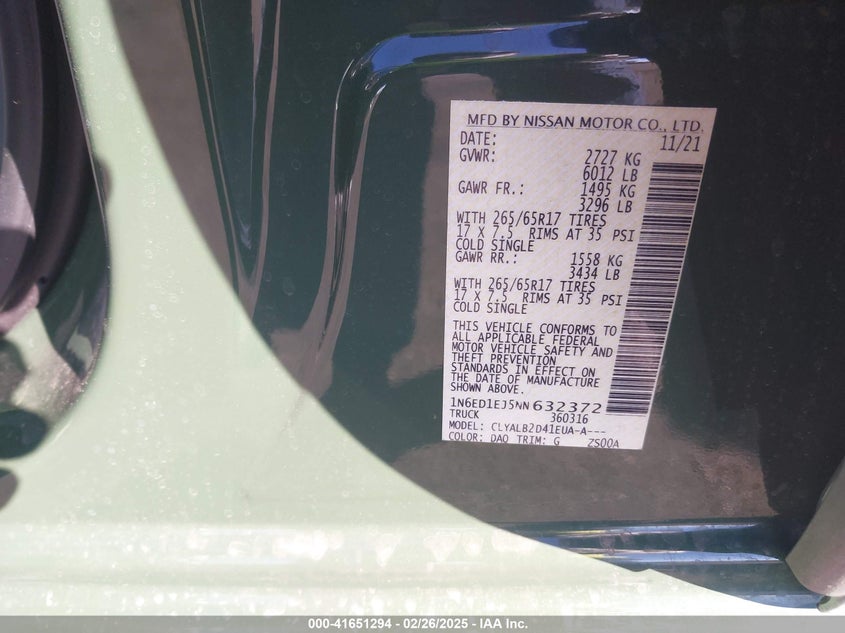 MFD BY NISSAN MOTOR CO., LTD.
DATE: 11/21
GVWR: 2727 KG
6012 LB
GAWR FR.: 1495 KG
3296 LB
WITH 265/65R17 TIRES
17 X 7.5 RIMS AT 35 PSI
COLD SINGLE
GAWR RR.: 1558 KG
3434 LB
WITH 265/65R17 TIRES
17 X 7.5 RIMS AT 35 PSI
COLD SINGLE
THIS VEHICLE CONFORMS TO
ALL APPLICABLE FEDERAL
MOTOR VEHICLE SAFETY AND
THEFT PREVENTION
STANDARDS IN EFFECT ON
THE DATE OF MANUFACTURE
SHOWN ABOVE.
1N6ED1EJ5NN632372
TRUCK 360316
MODEL: CLYALB2D41EUA-A---
COLOR: DAQ TRIM: G ZS00A
000-41651294 - 02/26/2025 - IAA Inc.